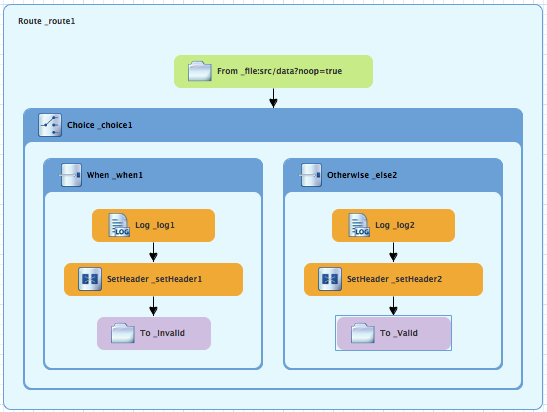 Route _route1
From _file:src/data?noop=true
Choice _choice1
When _when1
Otherwise _else2
LOG
Log _log1
LOG
Log _log2
SetHeader _setHeader1
SetHeader _setHeader2
To _Invalid
To _Valid